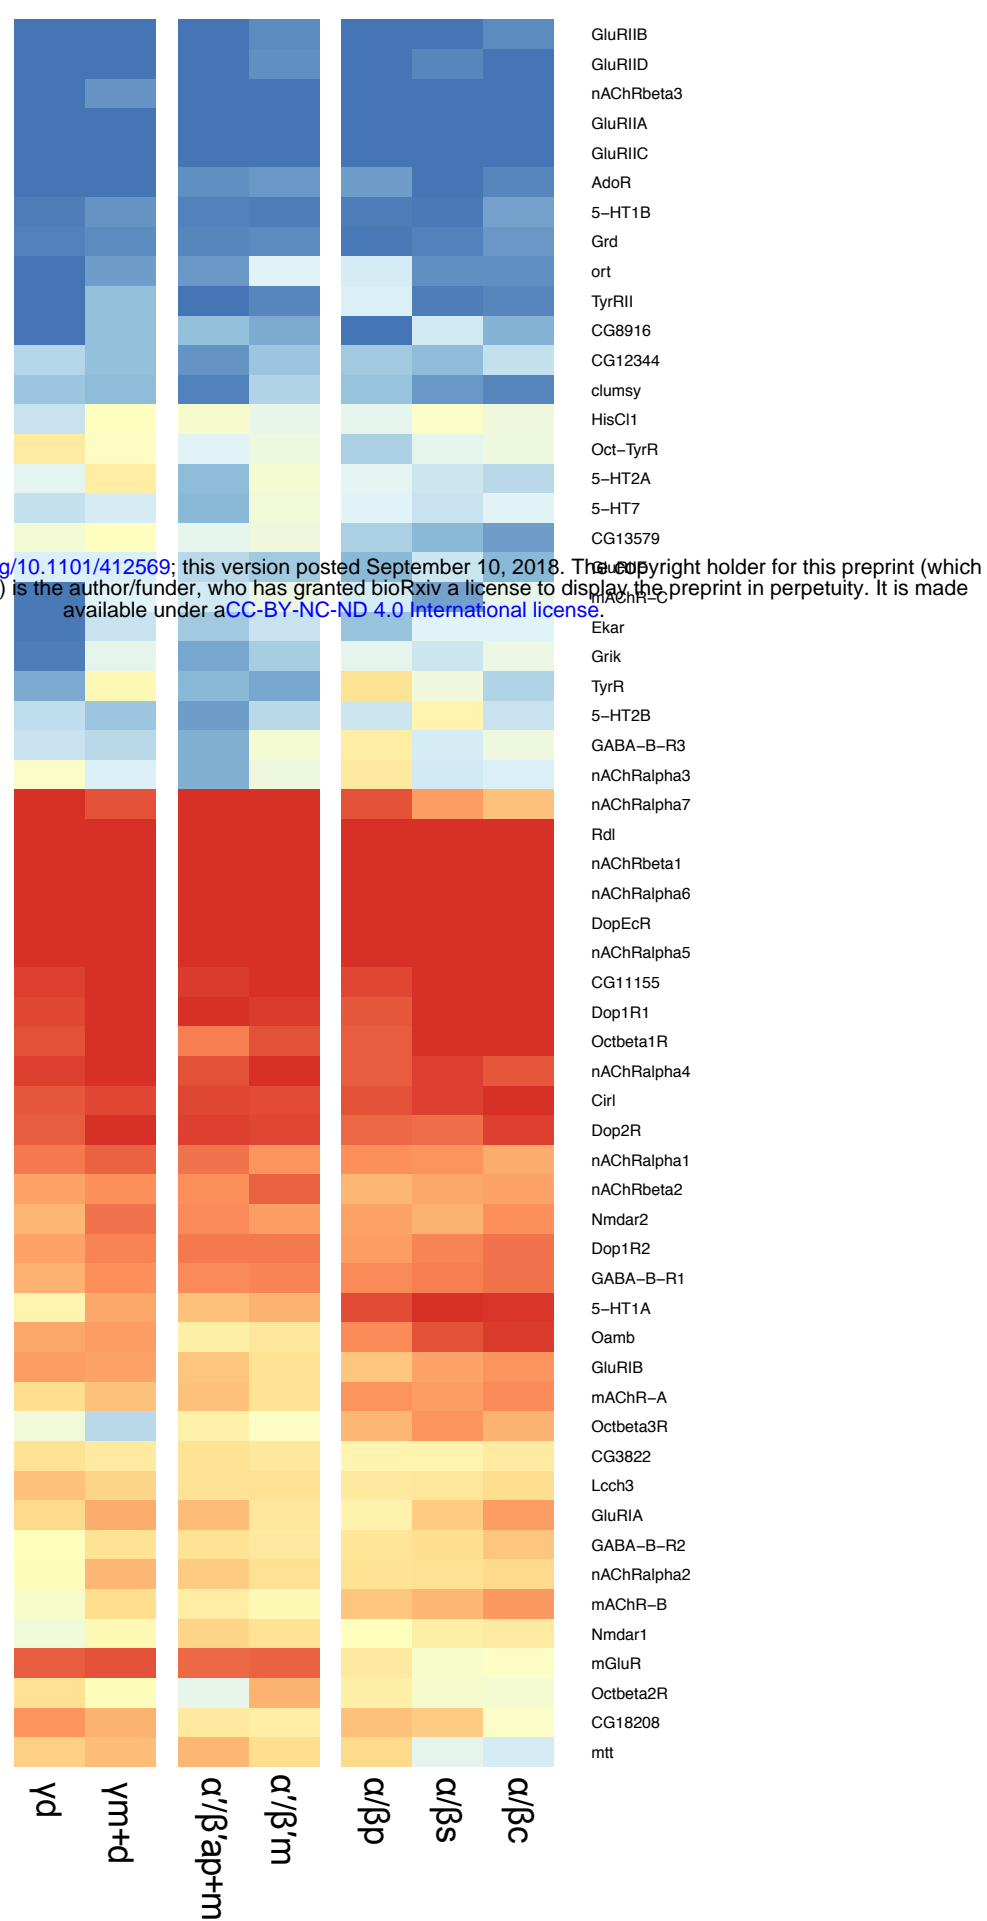 GluRIIB
GluRIID
nAChRbeta3
GluRIIA
GluRIIC
AdoR
5−HT1B
Grd
ort
TyrRII
CG8916
CG12344
clumsy
HisCl1
Oct−TyrR
5−HT2A
5−HT7
CG13579
g/10.1101/412569; this version posted September 10, 2018. The copyright holder for this preprint (which
) is the author/funder, who has granted bioRxiv a license to display the preprint in perpetuity. It is made
mAChR−C
available under aCC-BY-NC-ND 4.0 International license.
Ekar
Grik
TyrR
5−HT2B
GABA−B−R3
nAChRalpha3
nAChRalpha7
Rdl
nAChRbeta1
nAChRalpha6
DopEcR
nAChRalpha5
CG11155
Dop1R1
Octbeta1R
nAChRalpha4
Cirl
Dop2R
nAChRalpha1
nAChRbeta2
Nmdar2
Dop1R2
GABA−B−R1
5−HT1A
Oamb
GluRIB
mAChR−A
Octbeta3R
CG3822
Lcch3
GluRIA
GABA−B−R2
nAChRalpha2
mAChR−B
Nmdar1
mGluR
Octbeta2R
CG18208
mtt
γd
γm+d
α'/β'ap+m
α'/β'm
α/βp
α/βs
α/βc